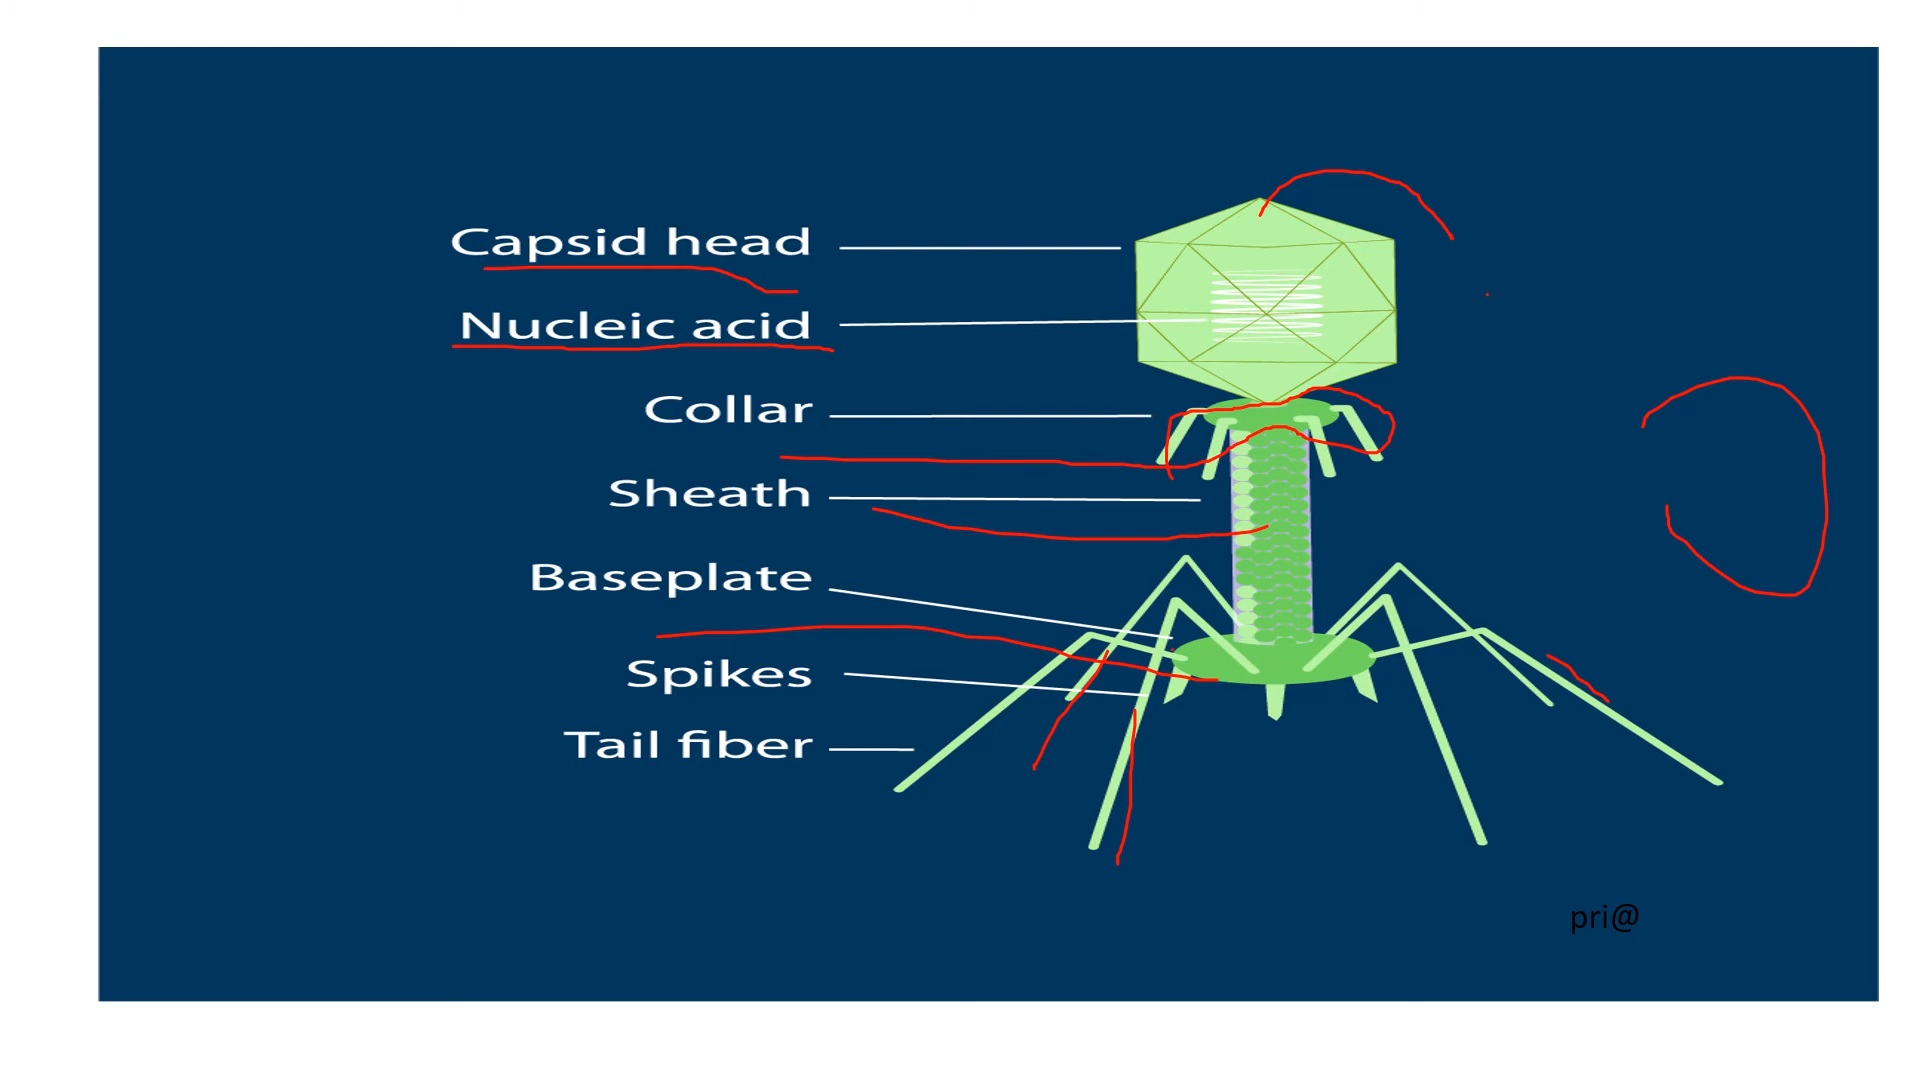 Capsid head
Nucleic acid
Collar
Sheath
Baseplate
Spikes
Tail fiber
pri@